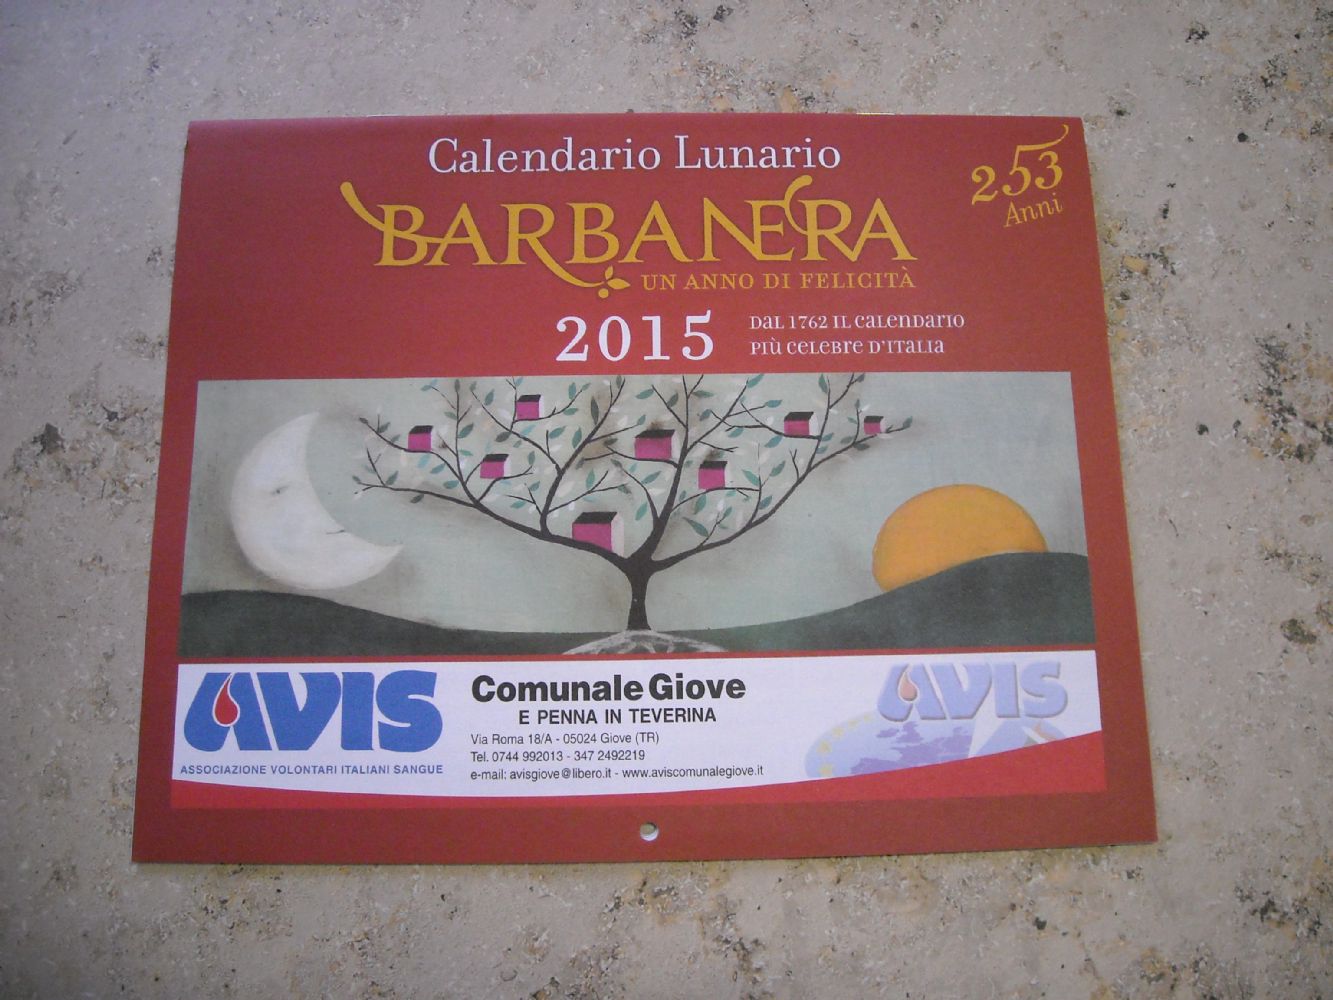 Calendario Lunario
253
Anni
BARBANERA
UN ANNO DI FELICITÀ
2015
Dal 1762 il calendario
più celebre d'Italia
AVIS
ASSOCIAZIONE VOLONTARI ITALIANI SANGUE
Comunale Giove
E PENNA IN TEVERINA
Via Roma 18/A - 05024 Giove (TR)
Tel. 0744 992013 - 347 2492219
e-mail: avisgiove@libero.it - www.aviscomunalegiove.it
AVIS